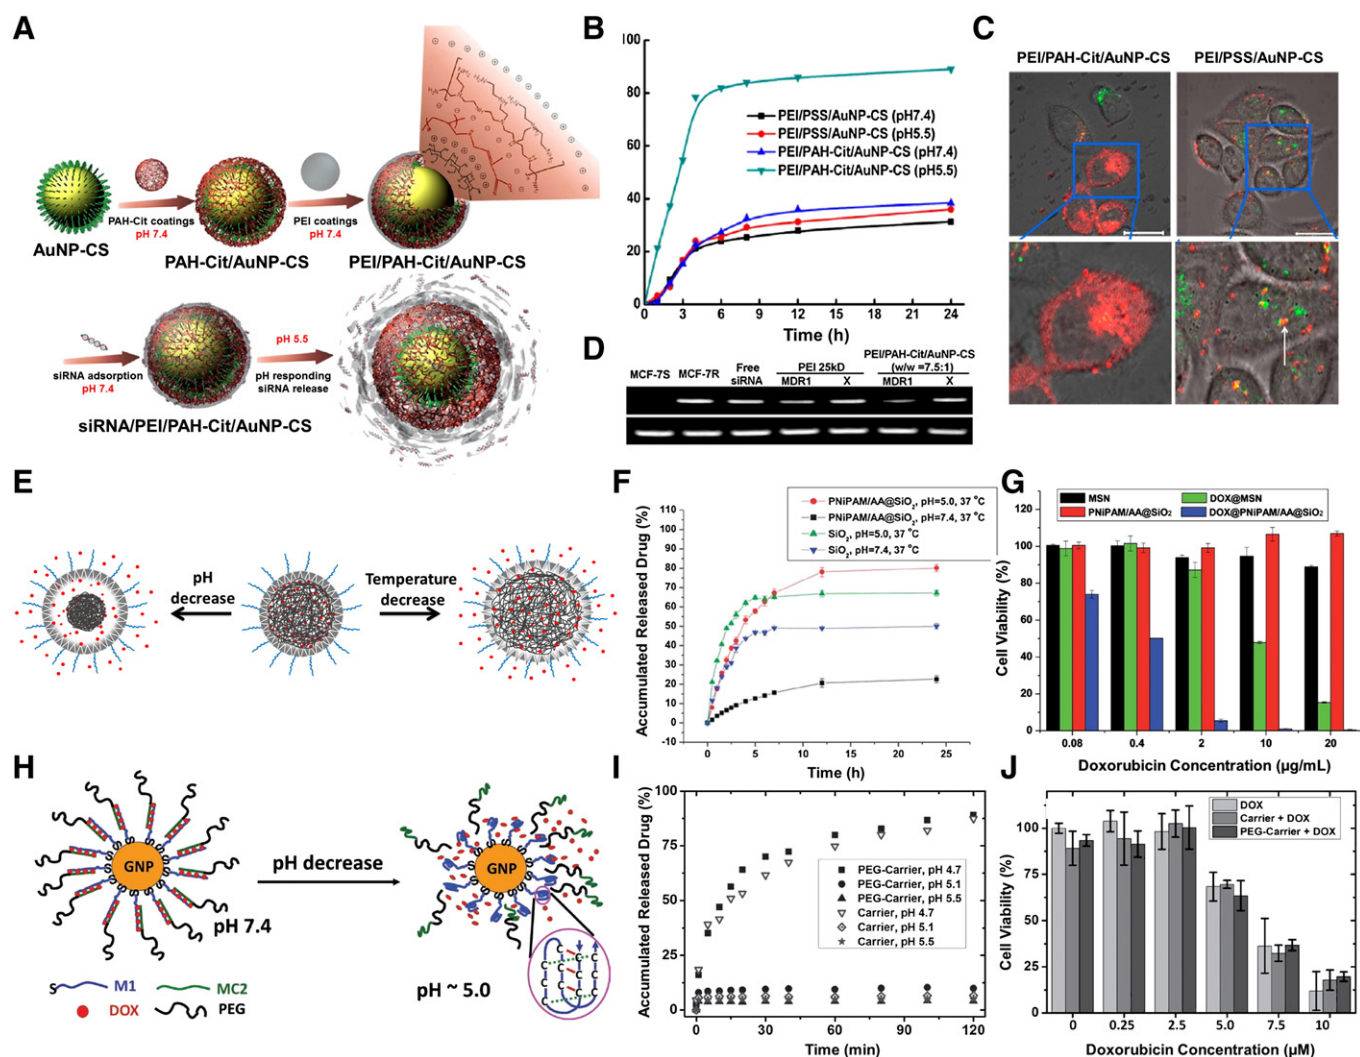 A
PAH-Cit coatings
pH 7.4
PEI coatings
pH 7.4
AuNP-CS
PAH-Cit/AuNP-CS
PEI/PAH-Cit/AuNP-CS
siRNA adsorption
pH 7.4
pH 5.5
pH responding
siRNA release
siRNA/PEI/PAH-Cit/AuNP-CS
B
100
80
60
40
20
0
PEI/PSS/AuNP-CS (pH7.4)
PEI/PSS/AuNP-CS (pH5.5)
PEI/PAH-Cit/AuNP-CS (pH7.4)
PEI/PAH-Cit/AuNP-CS (pH5.5)
0 3 6 9 12 15 18 21 24
Time (h)
C
PEI/PAH-Cit/AuNP-CS
PEI/PSS/AuNP-CS
D
MCF-7S
MCF-7R
Free
siRNA
PEI 25kD
MDR1 X
PEI/PAH-Cit/AuNP-CS
(w/w =7.5:1)
MDR1 X
E
pH
decrease
Temperature
decrease
F
Accumulated Released Drug (%)
110
100
90
80
70
60
50
40
30
20
10
0
-10
PNiPAM/AA@SiO2, pH=5.0, 37 °C
PNiPAM/AA@SiO2, pH=7.4, 37 °C
SiO2, pH=5.0, 37 °C
SiO2, pH=7.4, 37 °C
0 5 10 15 20 25
Time (h)
G
Cell Viability (%)
120
100
80
60
40
20
0
MSN
DOX@MSN
PNiPAM/AA@SiO2
DOX@PNiPAM/AA@SiO2
0.08 0.4 2 10 20
Doxorubicin Concentration (µg/mL)
H
GNP
S
pH 7.4
pH decrease
GNP
S
pH ~ 5.0
C
S
M1
MC2
DOX
PEG
I
Accumulated Released Drug (%)
100
75
50
25
0
PEG-Carrier, pH 4.7
PEG-Carrier, pH 5.1
PEG-Carrier, pH 5.5
Carrier, pH 4.7
Carrier, pH 5.1
Carrier, pH 5.5
0 20 40 60 80 100 120
Time (min)
J
Cell Viability (%)
100
75
50
25
0
DOX
Carrier + DOX
PEG-Carrier + DOX
0 0.25 2.5 5.0 7.5 10
Doxorubicin Concentration (µM)